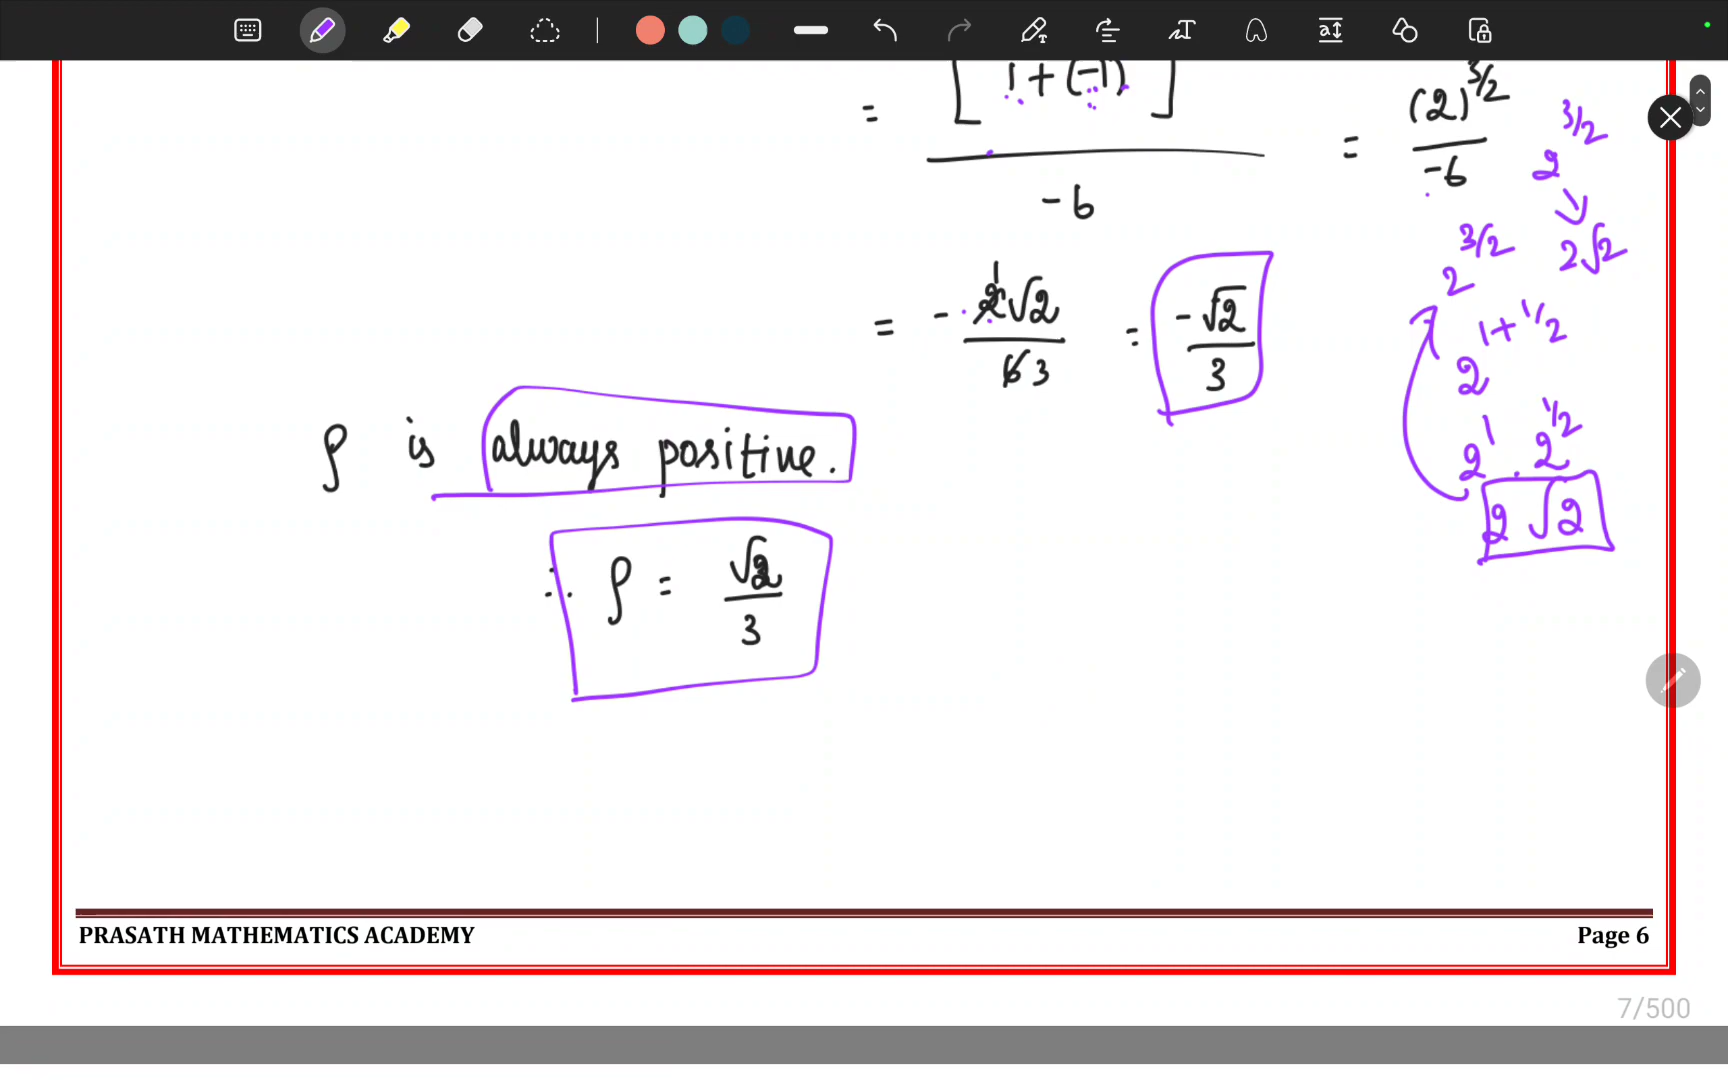 = [ 1 + (-1) ] / -6 = (2)^3/2 / -6
2^3/2
2√2
= - 2√2 / 6 3 = -√2 / 3
2^3/2
2^1+1/2
2^1 . 2^1/2
2 √2
ρ is always positive.
∴ ρ = √2 / 3
PRASATH MATHEMATICS ACADEMY Page 6
7/500